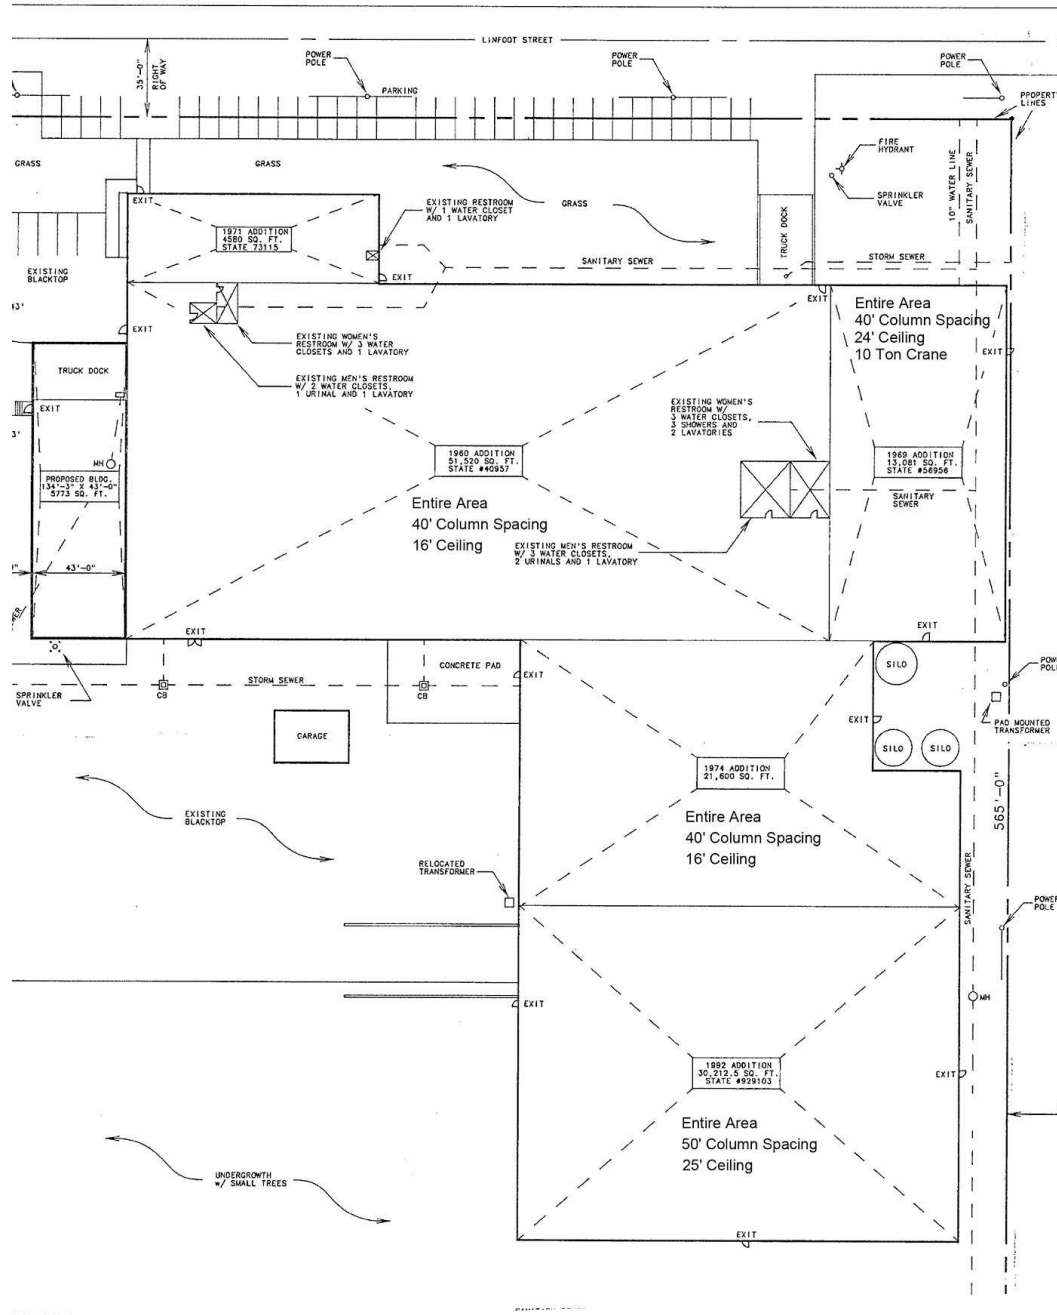 LINFOOT STREET
POWER
POLE
POWER
POLE
POWER
POLE
35'-0"
RIGHT
OF WAY
PARKING
PROPERTY
LINES
FIRE
HYDRANT
GRASS
GRASS
10" WATER LINE
SANITARY SEWER
EXIT
EXISTING RESTROOM
W/ 1 WATER CLOSET
AND 1 LAVATORY
GRASS
SPRINKLER
VALVE
1971 ADDITION
4580 SQ. FT.
STATE 73115
TRUCK DOCK
SANITARY SEWER
STORM SEWER
EXISTING
BLACKTOP
EXIT
EXIT
43'
EXIT
Entire Area
40' Column Spacing
24' Ceiling
10 Ton Crane
EXIT
EXISTING WOMEN'S
RESTROOM W/ 3 WATER
CLOSETS AND 1 LAVATORY
TRUCK DOCK
EXISTING MEN'S RESTROOM
W/ 2 WATER CLOSETS,
1 URINAL AND 1 LAVATORY
EXIT
EXISTING WOMEN'S
RESTROOM W/
3 WATER CLOSETS,
3 SHOWERS AND
2 LAVATORIES
3'
MH
1960 ADDITION
51,520 SQ. FT.
STATE #40957
1969 ADDITION
13,081 SQ. FT.
STATE #56956
PROPOSED BLDG.
134'-3" X 43'-0"
5773 SQ. FT.
SANITARY
SEWER
Entire Area
40' Column Spacing
16' Ceiling
EXISTING MEN'S RESTROOM
W/ 3 WATER CLOSETS,
2 URINALS AND 1 LAVATORY
43'-0"
EXIT
EXIT
SPRINKLER
VALVE
STORM SEWER
CB
CB
CONCRETE PAD
EXIT
SILO
POWE
POLE
EXIT
PAD MOUNTED
TRANSFORMER
GARAGE
SILO
SILO
1974 ADDITION
21,600 SQ. FT.
565'-0"
EXISTING
BLACKTOP
Entire Area
40' Column Spacing
16' Ceiling
RELOCATED
TRANSFORMER
SANITARY SEWER
POWER
POLE
EXIT
MH
1992 ADDITION
30,212.5 SQ. FT.
STATE #929103
EXIT
Entire Area
50' Column Spacing
25' Ceiling
UNDERGROWTH
w/ SMALL TREES
EXIT